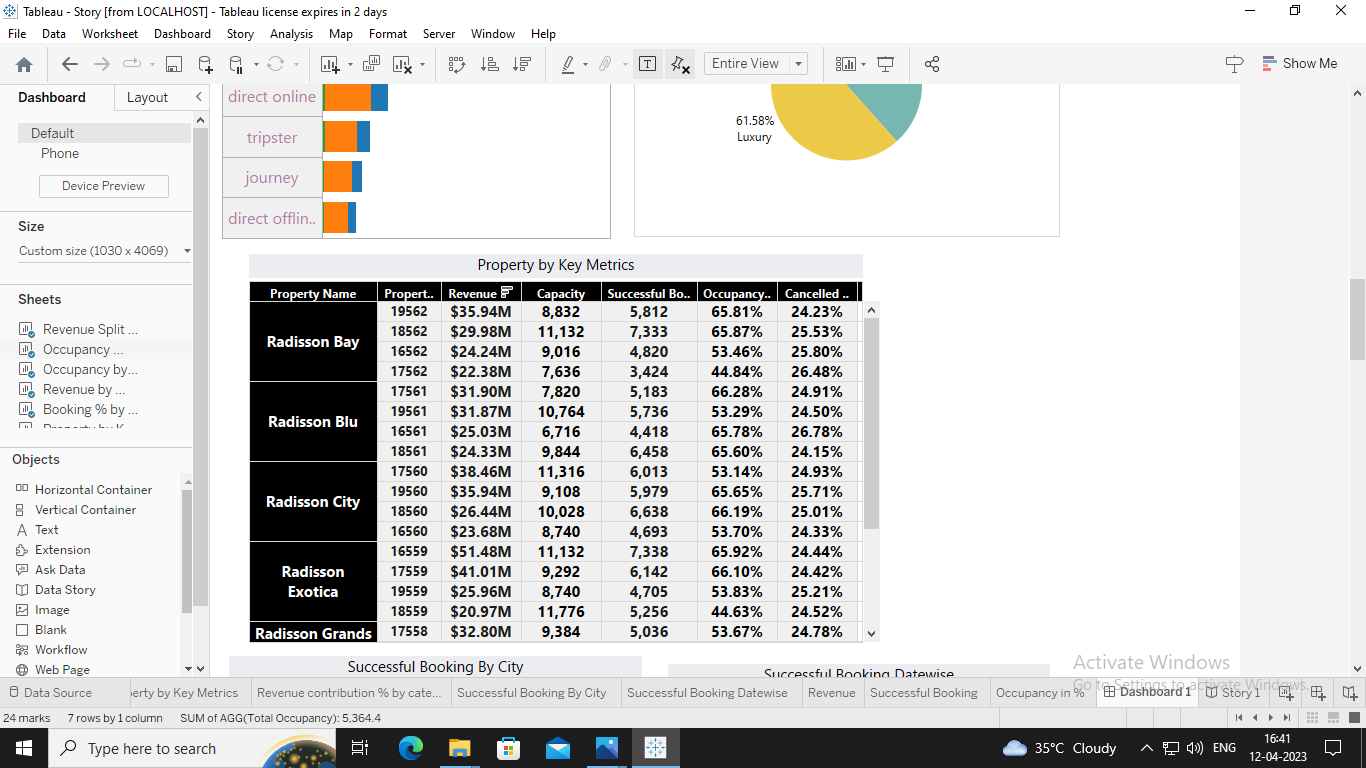 Tableau - Story [from LOCALHOST] - Tableau license expires in 2 days
File Data Worksheet Dashboard Story Analysis Map Format Server Window Help
Entire View
Show Me
Dashboard Layout
Default
Phone
Device Preview
Size
Custom size (1030 x 4069)
Sheets
Revenue Split ...
Occupancy ...
Occupancy by...
Revenue by ...
Booking % by ...
Objects
Horizontal Container
Vertical Container
Text
Extension
Ask Data
Data Story
Image
Blank
Workflow
Web Page
direct online
tripster
journey
direct offlin..
61.58%
Luxury
Property by Key Metrics
Property Name Propert.. Revenue Capacity Successful Bo.. Occupancy.. Cancelled ..
Radisson Bay
19562 $35.94M 8,832 5,812 65.81% 24.23%
18562 $29.98M 11,132 7,333 65.87% 25.53%
16562 $24.24M 9,016 4,820 53.46% 25.80%
17562 $22.38M 7,636 3,424 44.84% 26.48%
Radisson Blu
17561 $31.90M 7,820 5,183 66.28% 24.91%
19561 $31.87M 10,764 5,736 53.29% 24.50%
16561 $25.03M 6,716 4,418 65.78% 26.78%
18561 $24.33M 9,844 6,458 65.60% 24.15%
Radisson City
17560 $38.46M 11,316 6,013 53.14% 24.93%
19560 $35.94M 9,108 5,979 65.65% 25.71%
18560 $26.44M 10,028 6,638 66.19% 25.01%
16560 $23.68M 8,740 4,693 53.70% 24.33%
Radisson
Exotica
16559 $51.48M 11,132 7,338 65.92% 24.44%
17559 $41.01M 9,292 6,142 66.10% 24.42%
19559 $25.96M 8,740 4,705 53.83% 25.21%
18559 $20.97M 11,776 5,256 44.63% 24.52%
Radisson Grands 17558 $32.80M 9,384 5,036 53.67% 24.78%
Successful Booking By City
Successful Booking Datewise
Activate Windows
Go to Settings to activate Windows.
Data Source erty by Key Metrics Revenue contribution % by cate... Successful Booking By City Successful Booking Datewise Revenue Successful Booking Occupancy in % Dashboard 1 Story 1
24 marks 7 rows by 1 column SUM of AGG(Total Occupancy): 5,364.4
Type here to search
35°C Cloudy
ENG
16:41
12-04-2023